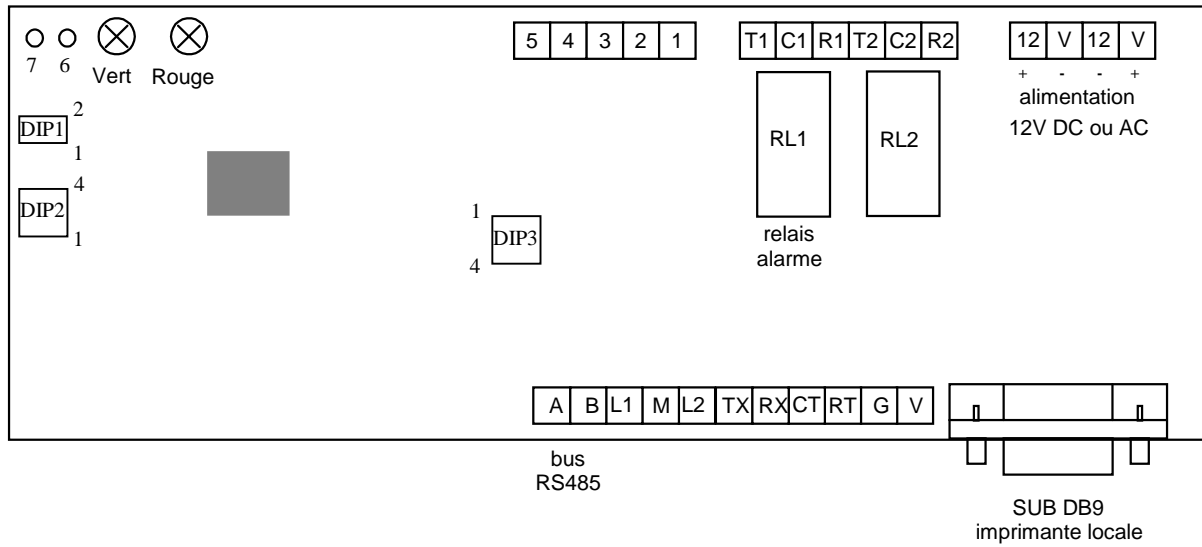 5 4 3 2 1
T1 C1 R1 T2 C2 R2
12 V 12 V
+ - - +
7 6
Vert Rouge
alimentation
12V DC ou AC
2
DIP1
1
4
DIP2
1
RL1
RL2
relais
alarme
1
DIP3
4
A B L1 M L2 TX RX CT RT G V
bus
RS485
SUB DB9
imprimante locale